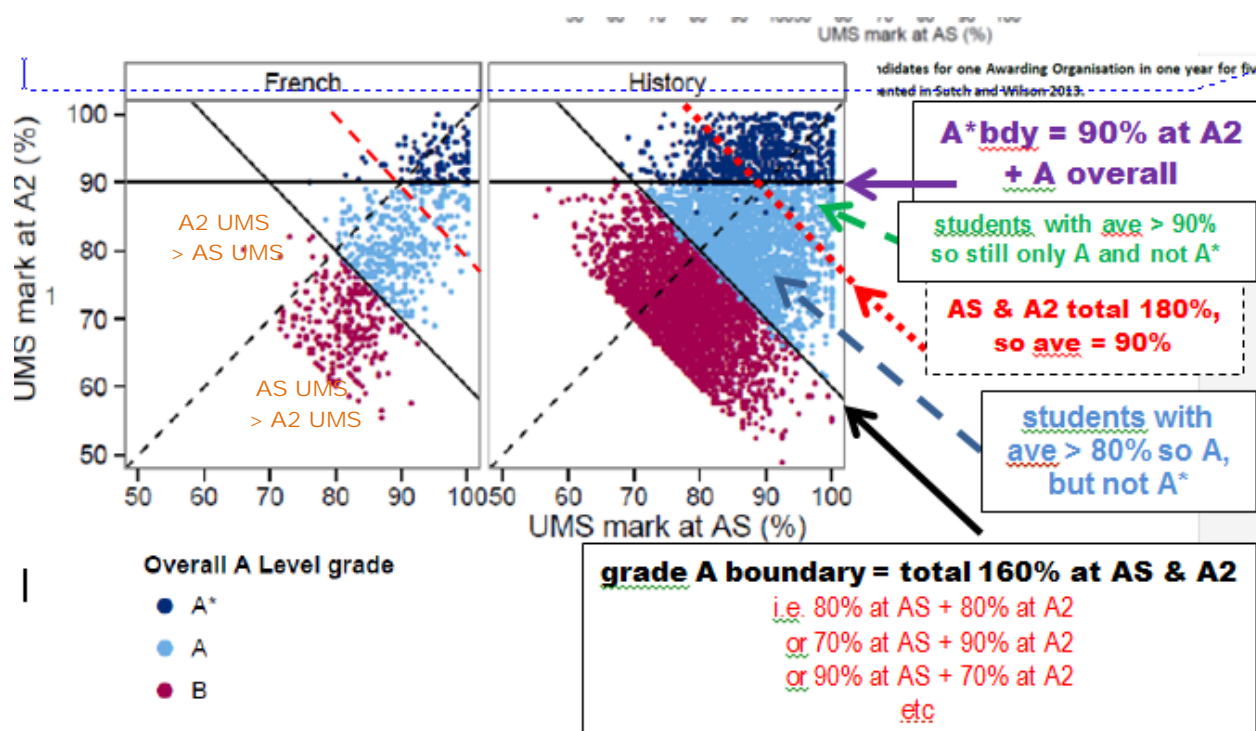 UMS mark at AS (%)
ndidates for one Awarding Organisation in one year for fiv
ented in Sutch and Wilson 2013.
French
History
UMS mark at A2 (%)
1
100
90
80
70
60
50
A2 UMS
> AS UMS
AS UMS
> A2 UMS
50 60 70 80 90 100
50 60 70 80 90 100
UMS mark at AS (%)
A*bdy = 90% at A2
+ A overall
students with ave > 90%
so still only A and not A*
AS & A2 total 180%,
so ave = 90%
students with
ave > 80% so A,
but not A*
grade A boundary = total 160% at AS & A2
i.e. 80% at AS + 80% at A2
or 70% at AS + 90% at A2
or 90% at AS + 70% at A2
etc
Overall A Level grade
A*
A
B